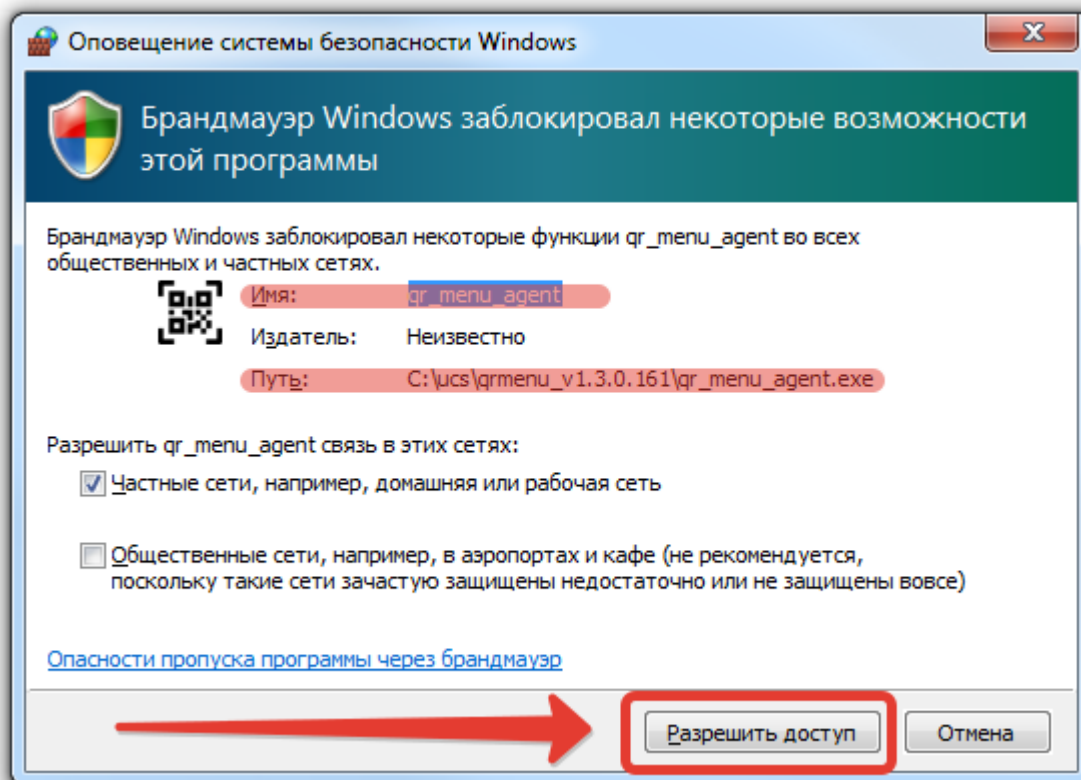 Оповещение системы безопасности Windows
Брандмауэр Windows заблокировал некоторые возможности
этой программы
Брандмауэр Windows заблокировал некоторые функции qr_menu_agent во всех
общественных и частных сетях.
Имя: qr_menu_agent
Издатель: Неизвестно
Путь: C:\ucs\qrmenu_v1.3.0.161\qr_menu_agent.exe
Разрешить qr_menu_agent связь в этих сетях:
Частные сети, например, домашняя или рабочая сеть
Общественные сети, например, в аэропортах и кафе (не рекомендуется,
поскольку такие сети зачастую защищены недостаточно или не защищены вовсе)
Опасности пропуска программы через брандмауэр
Разрешить доступ Отмена